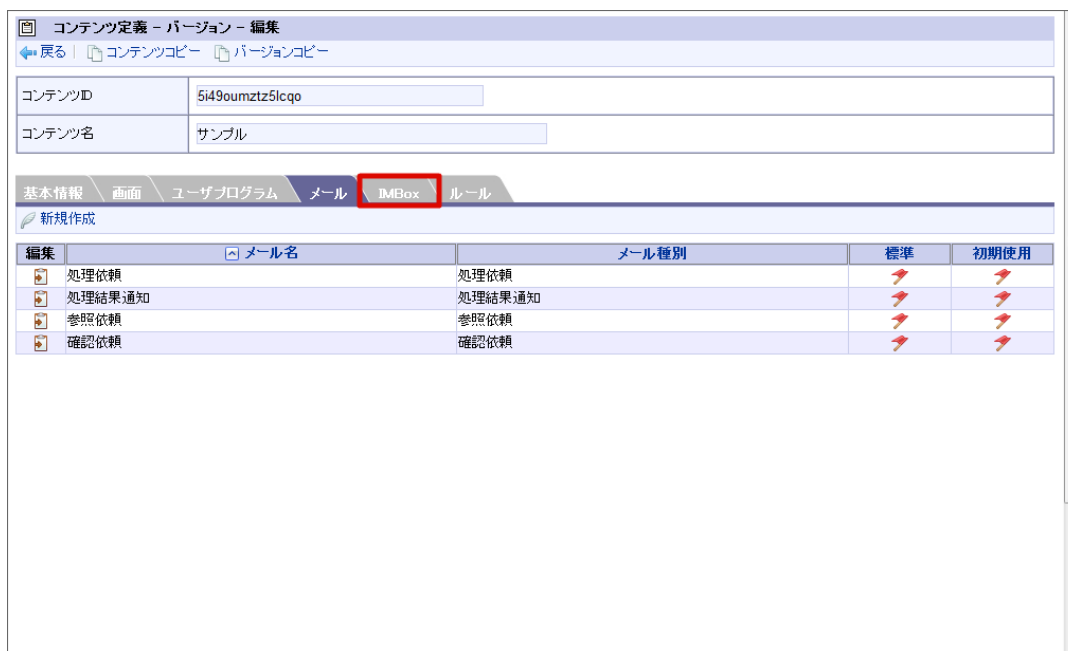 コンテンツ定義 - バージョン - 編集
戻る コンテンツコピー バージョンコピー
コンテンツID 5i49oumztz5lcqo
コンテンツ名 サンプル
基本情報 画面 ユーザプログラム メール IMBox ルール
新規作成
編集 メール名 メール種別 標準 初期使用
処理依頼 処理依頼
処理結果通知 処理結果通知
参照依頼 参照依頼
確認依頼 確認依頼